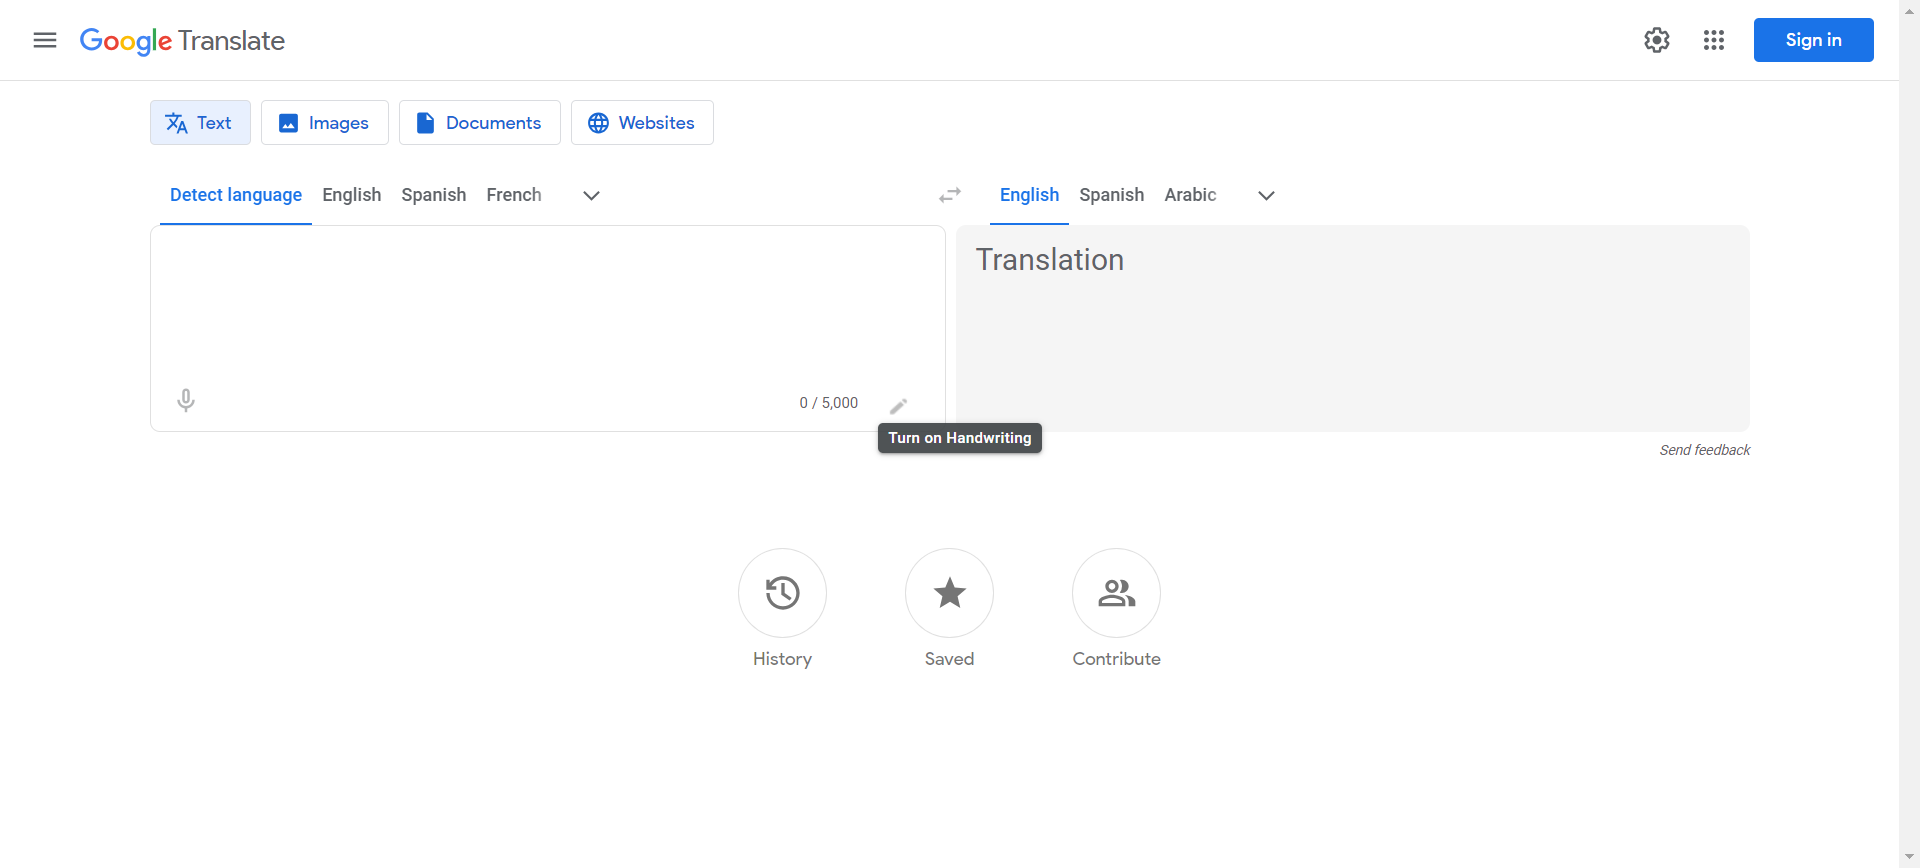 Google Translate
Sign in
Text
Images
Documents
Websites
Detect language
English
Spanish
French
English
Spanish
Arabic
Translation
0 / 5,000
Turn on Handwriting
Send feedback
History
Saved
Contribute